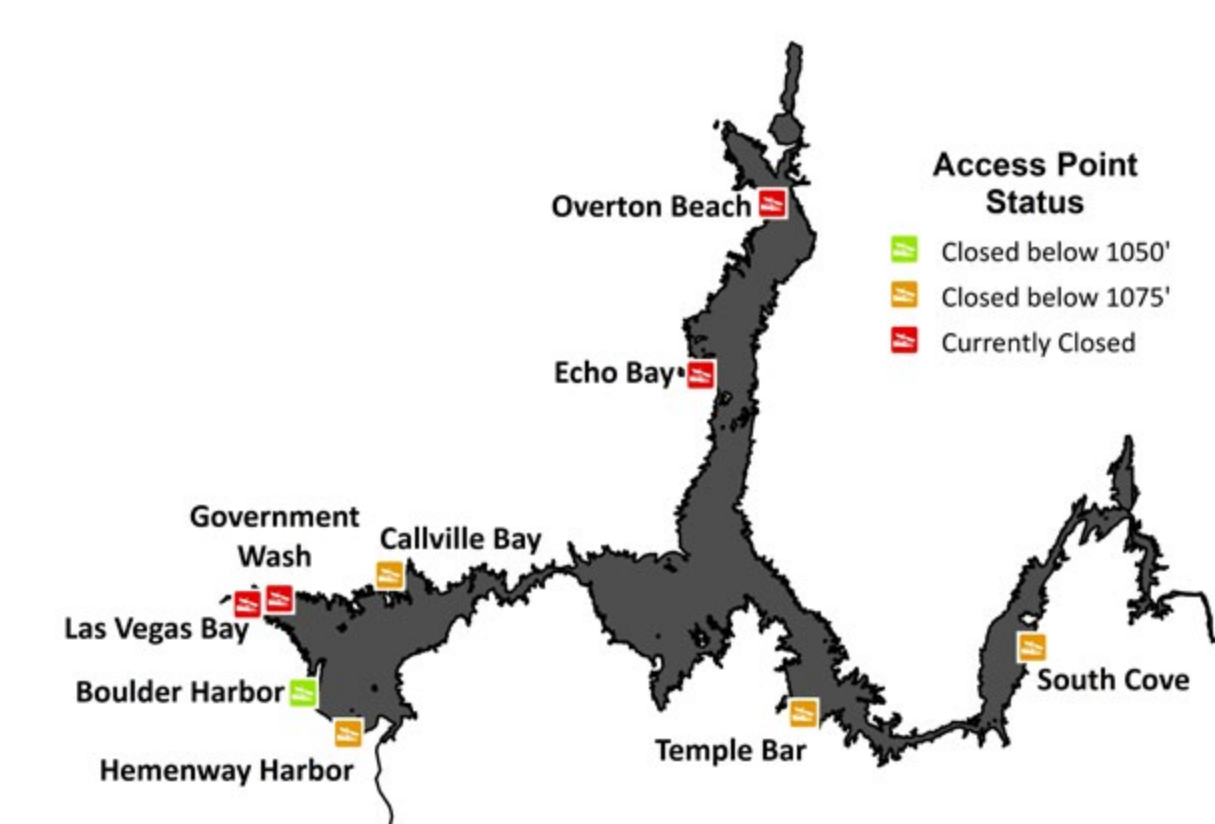 Access Point
Status
Closed below 1050'
Closed below 1075'
Currently Closed
Overton Beach
Echo Bay
Government
Wash
Callville Bay
Las Vegas Bay
Boulder Harbor
Hemenway Harbor
South Cove
Temple Bar